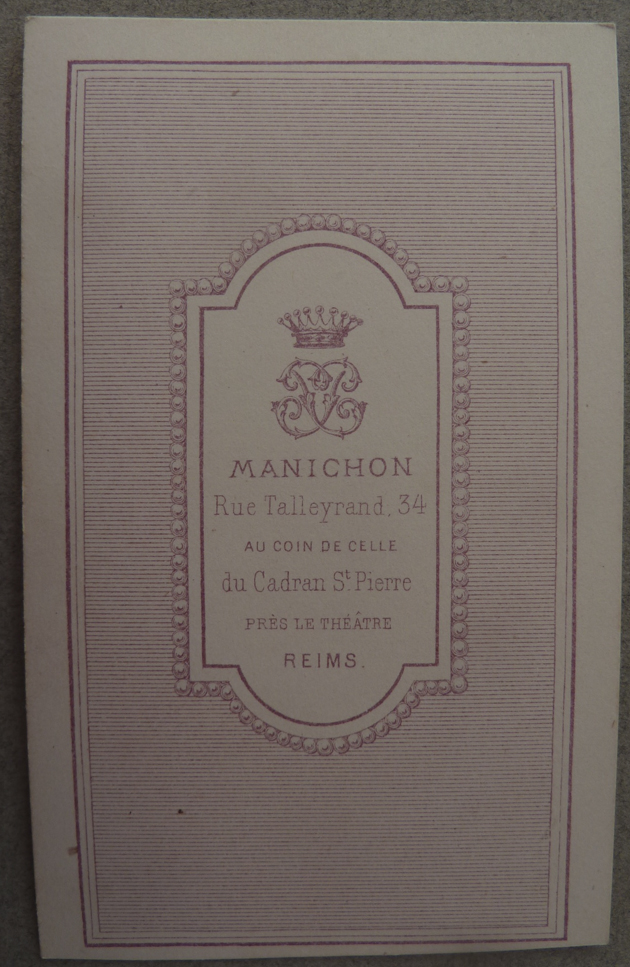 MANICHON
Rue Talleyrand, 34
AU COIN DE CELLE
du Cadran St. Pierre
PRÈS LE THÉÂTRE
REIMS.